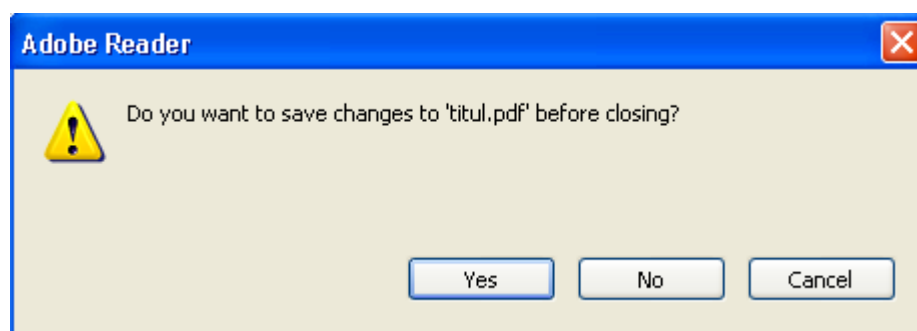 Adobe Reader
Do you want to save changes to 'titul.pdf' before closing?
Yes No Cancel